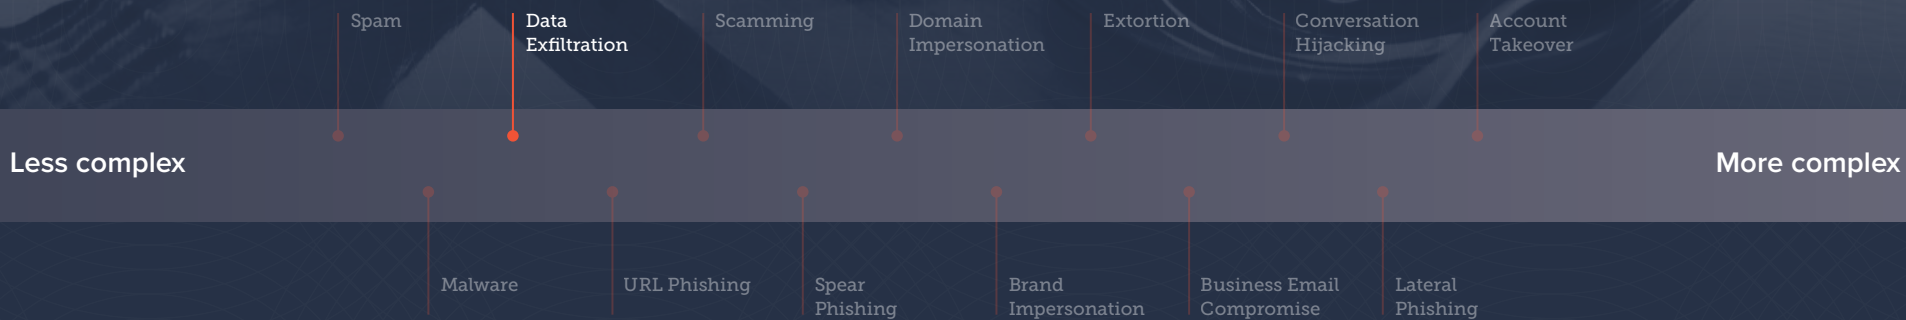 Spam
Data
Exfiltration
Scamming
Domain
Impersonation
Extortion
Conversation
Hijacking
Account
Takeover
Less complex
More complex
Malware
URL Phishing
Spear
Phishing
Brand
Impersonation
Business Email
Compromise
Lateral
Phishing